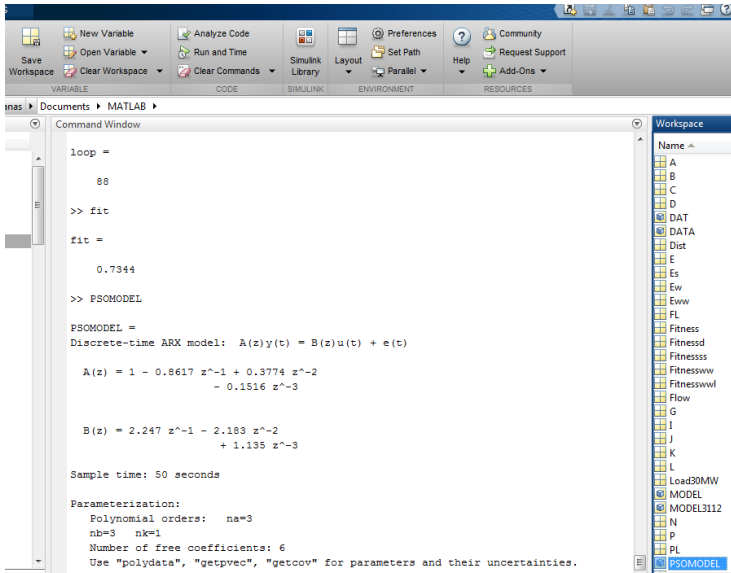 New Variable
Analyze Code
Preferences
Community
Open Variable
Run and Time
Set Path
Request Support
Save
Workspace
Clear Workspace
Clear Commands
Simulink
Library
Layout
Parallel
Help
Add-Ons
VARIABLE
CODE
SIMULINK
ENVIRONMENT
RESOURCES
anas ▸ Documents ▸ MATLAB ▸
Command Window
loop =
88
>> fit
fit =
0.7344
>> PSOMODEL
PSOMODEL =
Discrete-time ARX model:  A(z)y(t) = B(z)u(t) + e(t)
A(z) = 1 - 0.8617 z^-1 + 0.3774 z^-2
- 0.1516 z^-3
B(z) = 2.247 z^-1 - 2.183 z^-2
+ 1.135 z^-3
Sample time: 50 seconds
Parameterization:
Polynomial orders:   na=3
nb=3   nk=1
Number of free coefficients: 6
Use "polydata", "getpvec", "getcov" for parameters and their uncertainties.
Workspace
Name
A
B
C
D
DAT
DATA
Dist
E
Es
Ew
Eww
FL
Fitness
Fitnessd
Fitnessss
Fitnessww
Fitnesswwl
Flow
G
I
J
K
L
Load30MW
MODEL
MODEL3112
N
P
PL
PSOMODEL